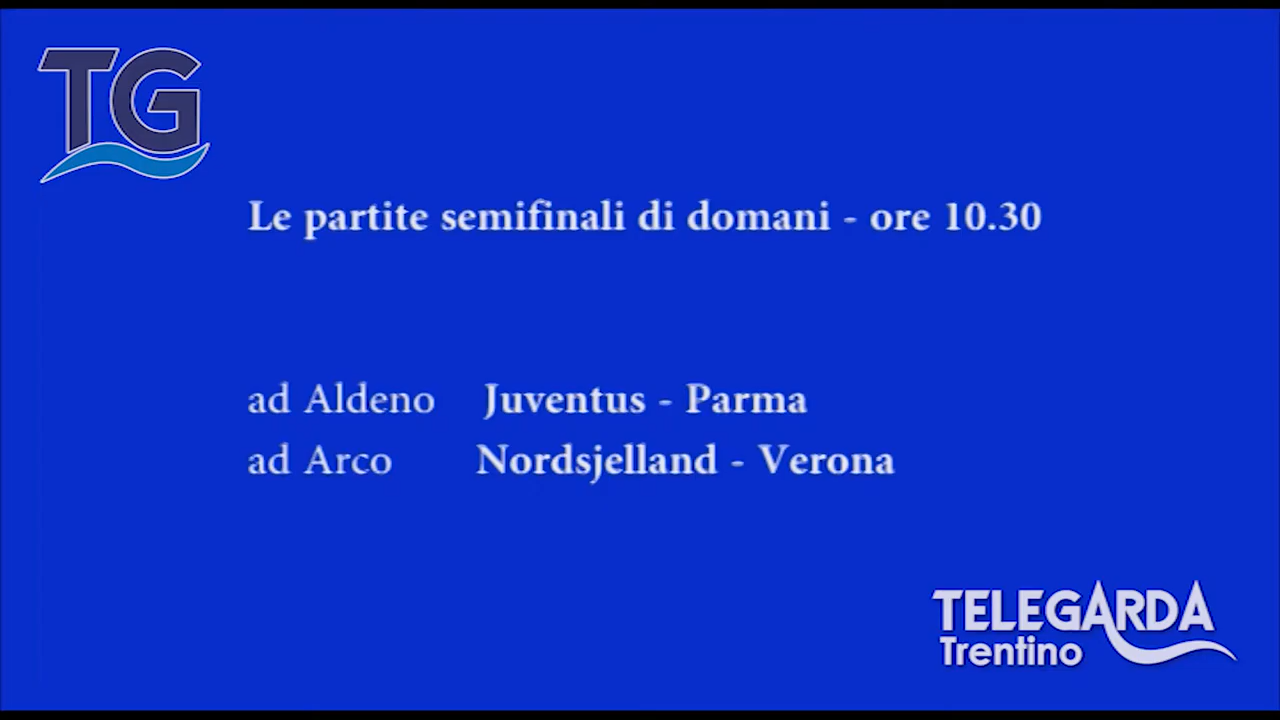 TG
Le partite semifinali di domani - ore 10.30
ad Aldeno Juventus - Parma
ad Arco Nordsjelland - Verona
TELEGARDA
Trentino